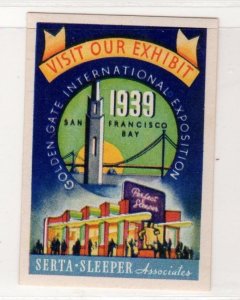 VISIT OUR EXHIBIT
GOLDEN GATE INTERNATIONAL EXPOSITION
1939
SAN FRANCISCO
BAY
Perfect
Sleeper
SERTA-SLEEPER Associates